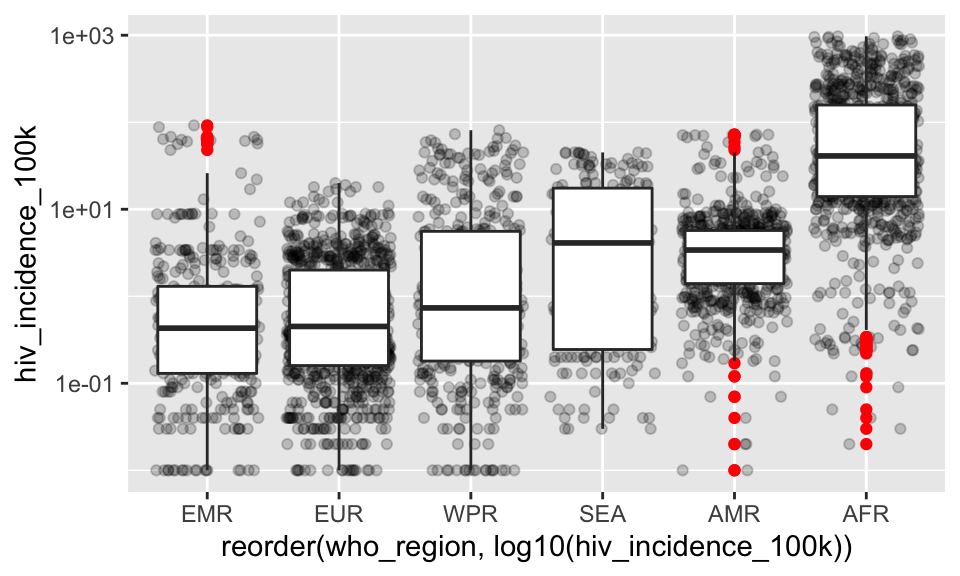 hiv_incidence_100k
1e+03
1e+01
1e-01
EMR EUR WPR SEA AMR AFR
reorder(who_region, log10(hiv_incidence_100k))